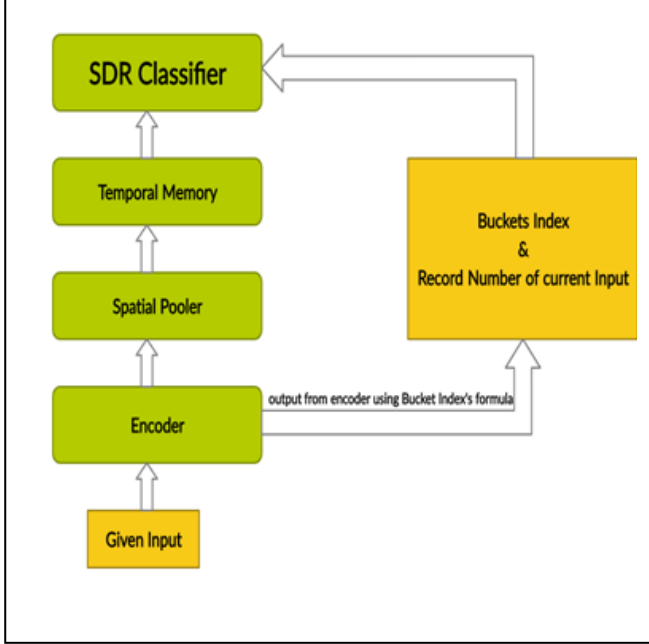 SDR Classifier
Temporal Memory
Buckets Index
&
Record Number of current Input
Spatial Pooler
output from encoder using Bucket Index's formula
Encoder
Given Input